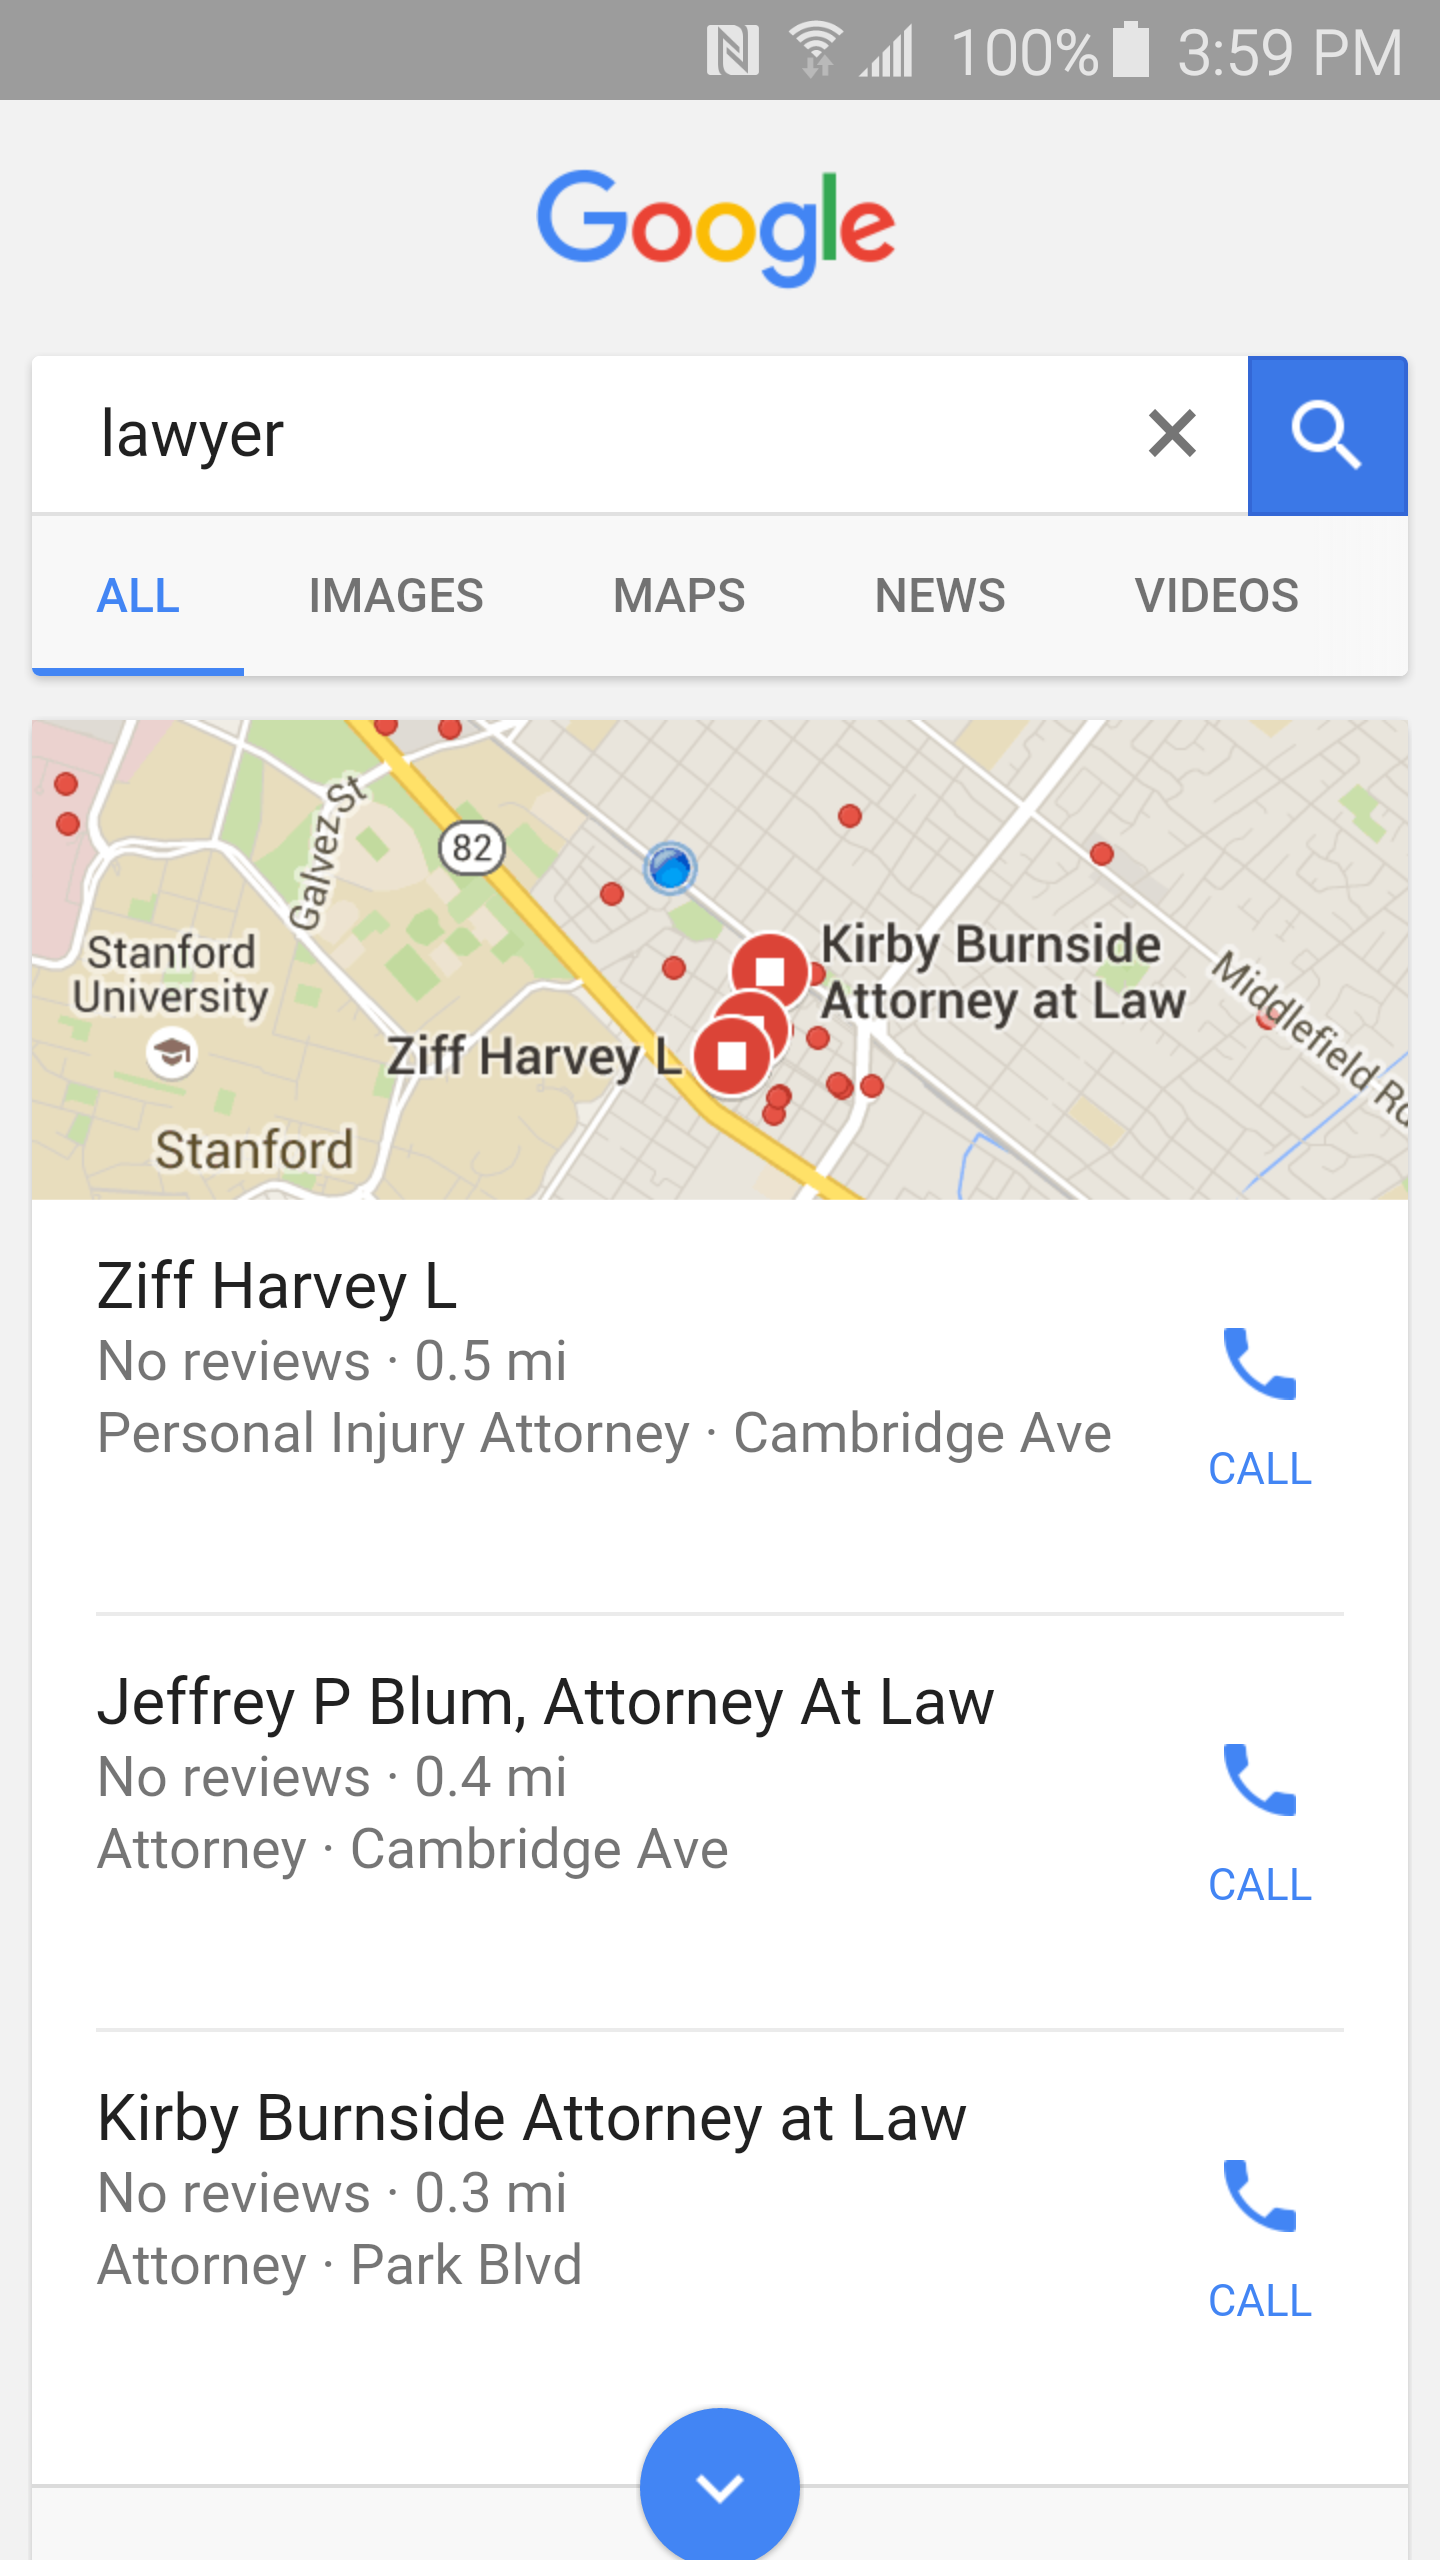 100% 3:59 PM
Google
lawyer
ALL IMAGES MAPS NEWS VIDEOS
Galvez St
82
Kirby Burnside
Attorney at Law
Stanford
University
Middlefield Rd
Ziff Harvey L
Stanford
Ziff Harvey L
No reviews · 0.5 mi
Personal Injury Attorney · Cambridge Ave
CALL
Jeffrey P Blum, Attorney At Law
No reviews · 0.4 mi
Attorney · Cambridge Ave
CALL
Kirby Burnside Attorney at Law
No reviews · 0.3 mi
Attorney · Park Blvd
CALL